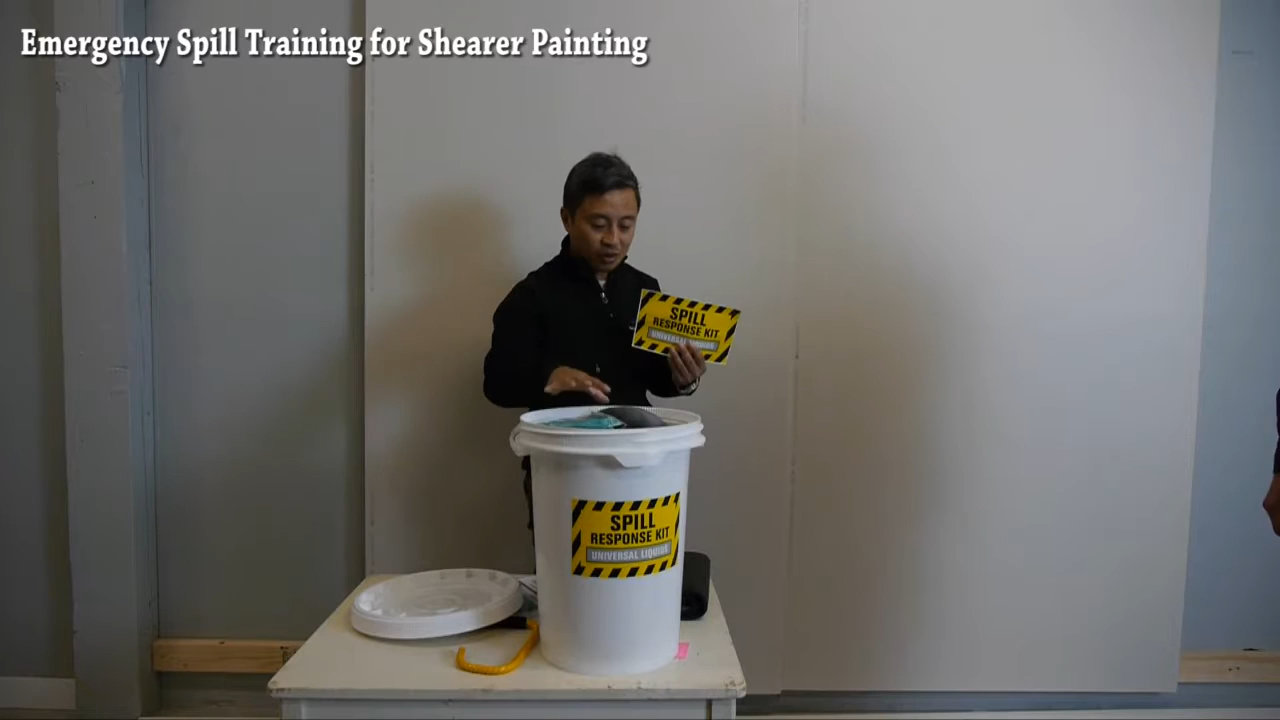 Emergency Spill Training for Shearer Painting
SPILL
RESPONSE KIT
UNIVERSAL LIQUIDS
SPILL
RESPONSE KIT
UNIVERSAL LIQUIDS